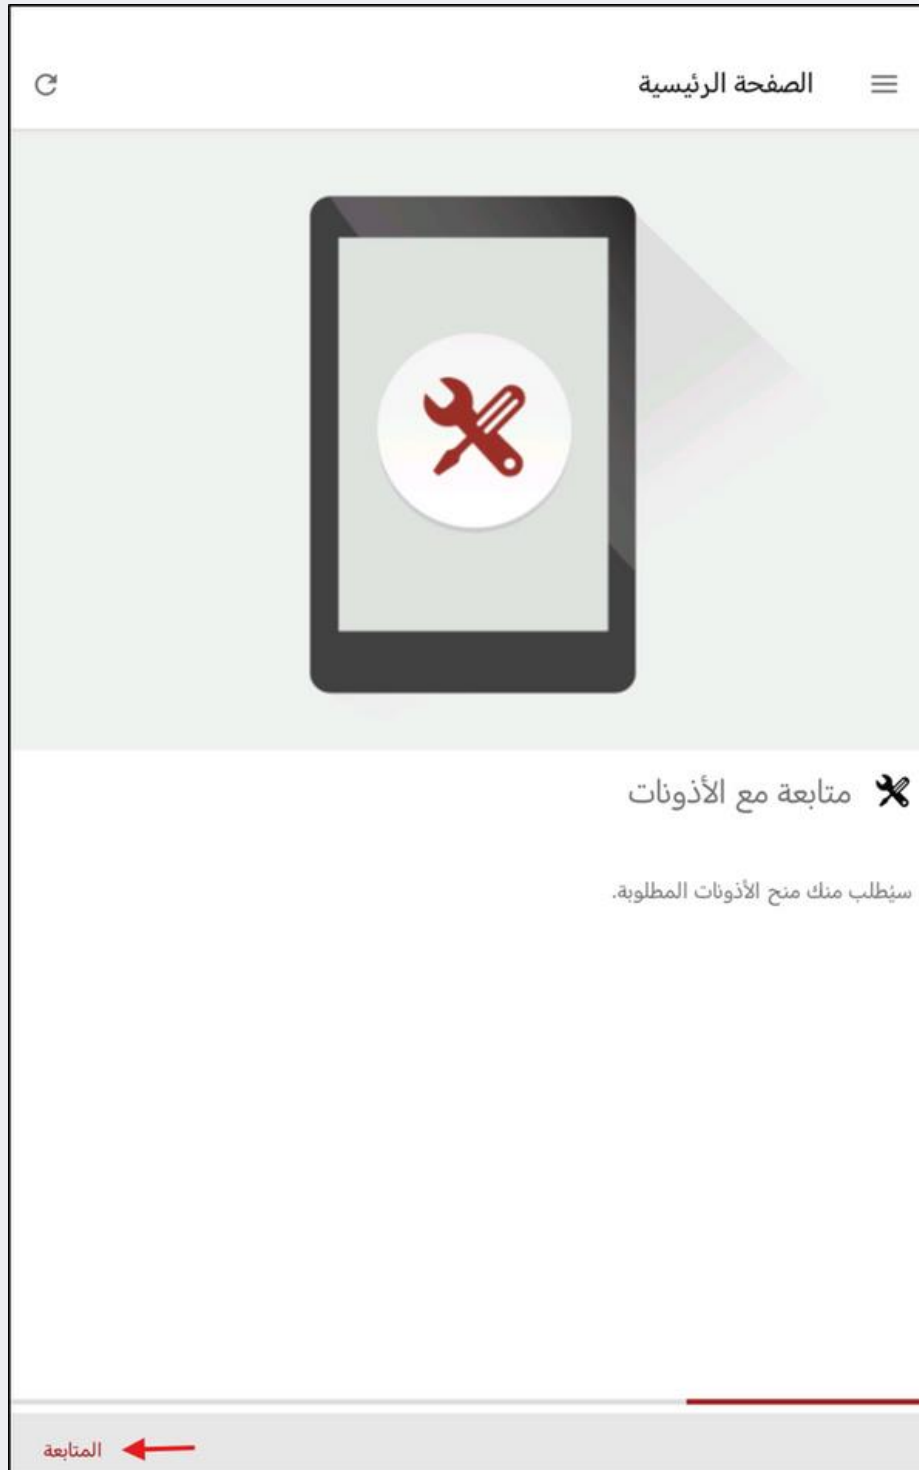 الصفحة الرئيسية
متابعة مع الأذونات
سيُطلب منك منح الأذونات المطلوبة.
المتابعة